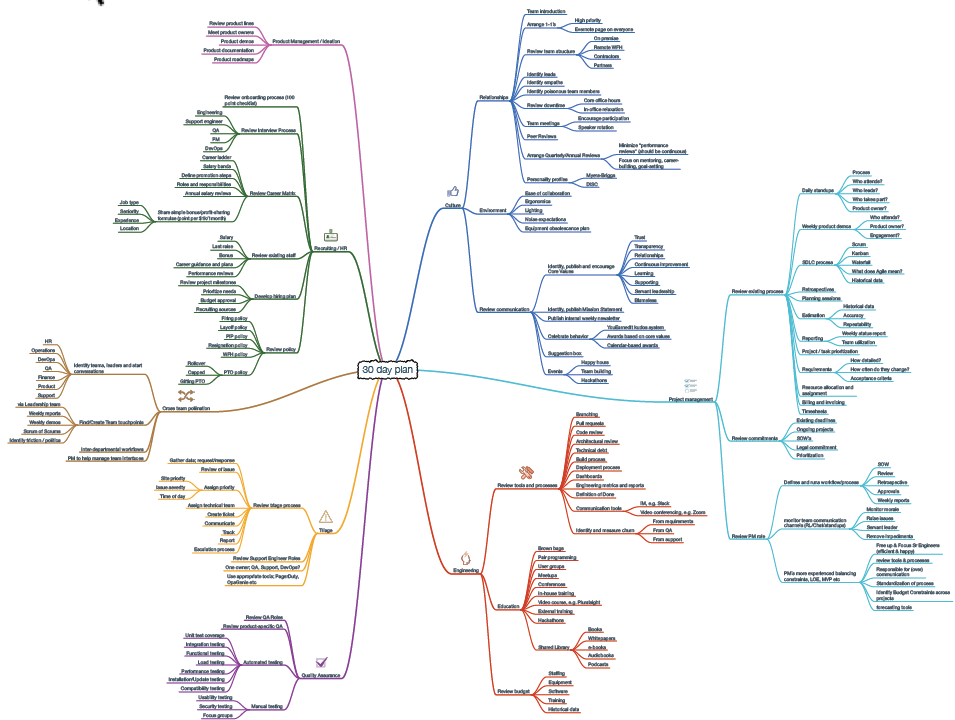 30 day plan
Product Management / Ideation
Review product lines
Meet product owners
Product demos
Product documentation
Product roadmaps
Recruiting / HR
Review onboarding process (100
point checklist)
Review Interview Process
Engineering
Support engineer
QA
PM
DevOps
Review Career Matrix
Career ladder
Salary bands
Define promotion steps
Roles and responsibilities
Annual salary reviews
Share simple bonus/profit-sharing
Job type
Seniority
Experience
Location
Review existing staff
Salary
Last raise
Bonus
Career guidance and plans
Performance reviews
Develop hiring plan
Review project milestones
Prioritize needs
Budget approval
Recruiting sources
Review policy
Firing policy
Layoff policy
PIP policy
Resignation policy
WFH policy
PTO policy
Rollover
Capped
Gifting PTO
Cross team pollination
Identify teams, leaders and start
conversations
HR
Operations
DevOps
QA
Finance
Product
Support
Find/Create Team touchpoints
via Leadership team
Weekly reports
Weekly demos
Scrum of Scrums
Identify friction / politics
Inter-departmental workflows
PM to help manage team interfaces
Triage
Review triage process
Gather data; request/response
Review of issue
Assign priority
Site priority
Issue severity
Time of day
Assign technical team
Create ticket
Communicate
Track
Report
Escalation process
Review Support Engineer Roles
One owner: QA, Support, DevOps?
Use appropriate tools; PagerDuty,
OpsGenie etc
Quality Assurance
Review QA Roles
Review product-specific QA
Automated testing
Unit test coverage
Integration testing
Functional testing
Load testing
Performance testing
Installation/Update testing
Compatibility testing
Manual testing
Usability testing
Security testing
Focus groups
Culture
Relationships
Team introduction
Arrange 1-1's
High priority
Evernote page on everyone
Review team structure
On premise
Remote WFH
Contractors
Partners
Identify leads
Identify empaths
Identify poisonous team members
Review downtime
Core office hours
In-office relaxation
Team meetings
Encourage participation
Speaker rotation
Peer Reviews
Arrange Quarterly/Annual Reviews
Minimize "performance
reviews" (should be continuous)
Focus on mentoring, career-
building, goal-setting
Personality profiles
Myers-Briggs
DISC
Environment
Ease of collaboration
Ergonomics
Lighting
Noise expectations
Equipment obsolescence plan
Review communication
Identify, publish and encourage
Core Values
Trust
Transparency
Relationships
Continuous improvement
Learning
Supporting
Servant leadership
Blameless
Identify, publish Mission Statement
Publish internal weekly newsletter
Celebrate behavior
YouEarnedIt kudos system
Awards based on core values
Calendar-based awards
Suggestion box
Events
Happy hours
Team building
Hackathons
Project management
Review existing process
Daily standups
Process
Who attends?
Who leads?
Who takes part?
Product owner?
Weekly product demos
Who attends?
Product owner?
Engagement?
SDLC process
Scrum
Kanban
Waterfall
What does Agile mean?
Historical data
Retrospectives
Planning sessions
Estimation
Historical data
Accuracy
Repeatability
Reporting
Weekly status report
Team utilization
Project / task prioritization
Requirements
How detailed?
How often do they change?
Acceptance criteria
Resource allocation and
assignment
Billing and invoicing
Timesheets
Review commitments
Existing deadlines
Ongoing projects
SOW's
Legal commitment
Prioritization
Review PM role
Defines and runs workflow/process
SOW
Review
Retrospective
Approvals
Weekly reports
monitor team communication
Monitor morale
Raise issues
Servant leader
Remove impediments
PM's more experienced balancing
constraints, LOE, MVP etc
Free up & Focus Sr Engineers
(efficient & happy)
review tools & processes
Responsible for (over)
communication
Standardization of process
Identify Budget Constraints across
projects
forecasting tools
Engineering
Review tools and processes
Branching
Pull requests
Code review
Architectural review
Technical debt
Build process
Deployment process
Dashboards
Engineering metrics and reports
Definition of Done
Communication tools
IM, e.g. Slack
Video conferencing, e.g. Zoom
Identify and measure churn
From requirements
From QA
From support
Education
Brown bags
Pair programming
User groups
Meetups
Conferences
In-house training
Video course, e.g. Pluralsight
External training
Hackathons
Shared Library
Books
Whitepapers
e-books
Audiobooks
Podcasts
Review budget
Staffing
Equipment
Software
Training
Historical data